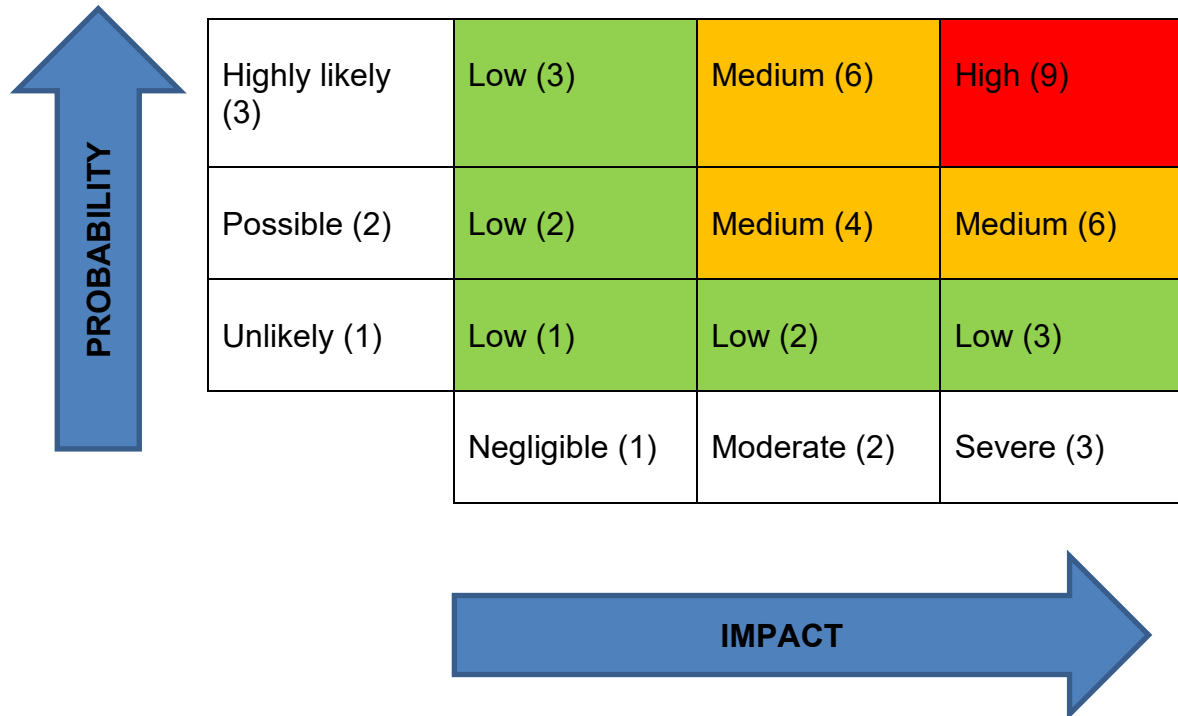 PROBABILITY
Highly likely
(3)
Low (3)
Medium (6)
High (9)
Possible (2)
Low (2)
Medium (4)
Medium (6)
Unlikely (1)
Low (1)
Low (2)
Low (3)
Negligible (1)
Moderate (2)
Severe (3)
IMPACT